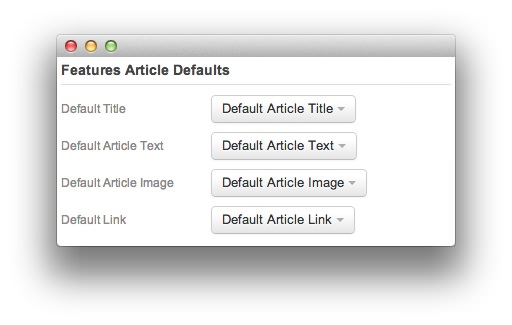 Features Article Defaults
Default Title Default Article Title
Default Article Text Default Article Text
Default Article Image Default Article Image
Default Link Default Article Link